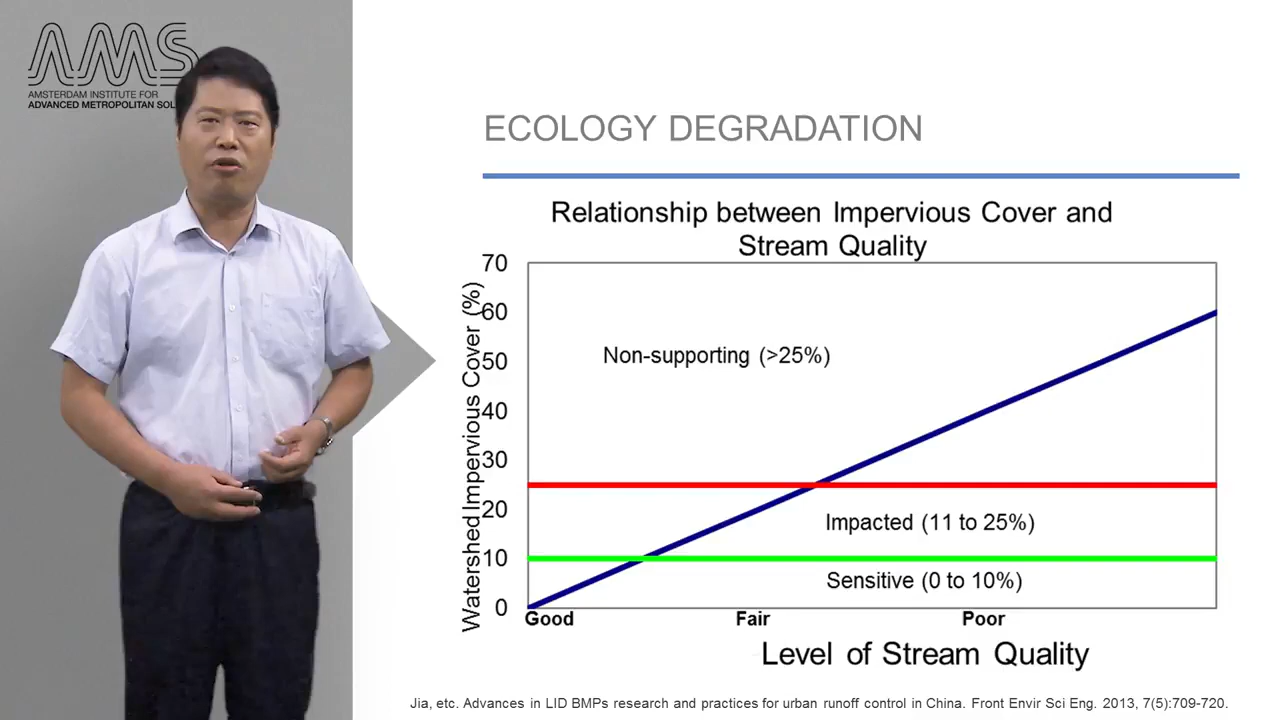 AMS
AMSTERDAM INSTITUTE FOR
ADVANCED METROPOLITAN
ECOLOGY DEGRADATION
Relationship between Impervious Cover and
Stream Quality
Watershed Impervious Cover (%)
70
60
50
40
30
20
10
0
Non-supporting (>25%)
Impacted (11 to 25%)
Sensitive (0 to 10%)
Good Fair Poor
Level of Stream Quality
Jia, etc. Advances in LID BMPs research and practices for urban runoff control in China. Front Envir Sci Eng. 2013, 7(5):709-720.